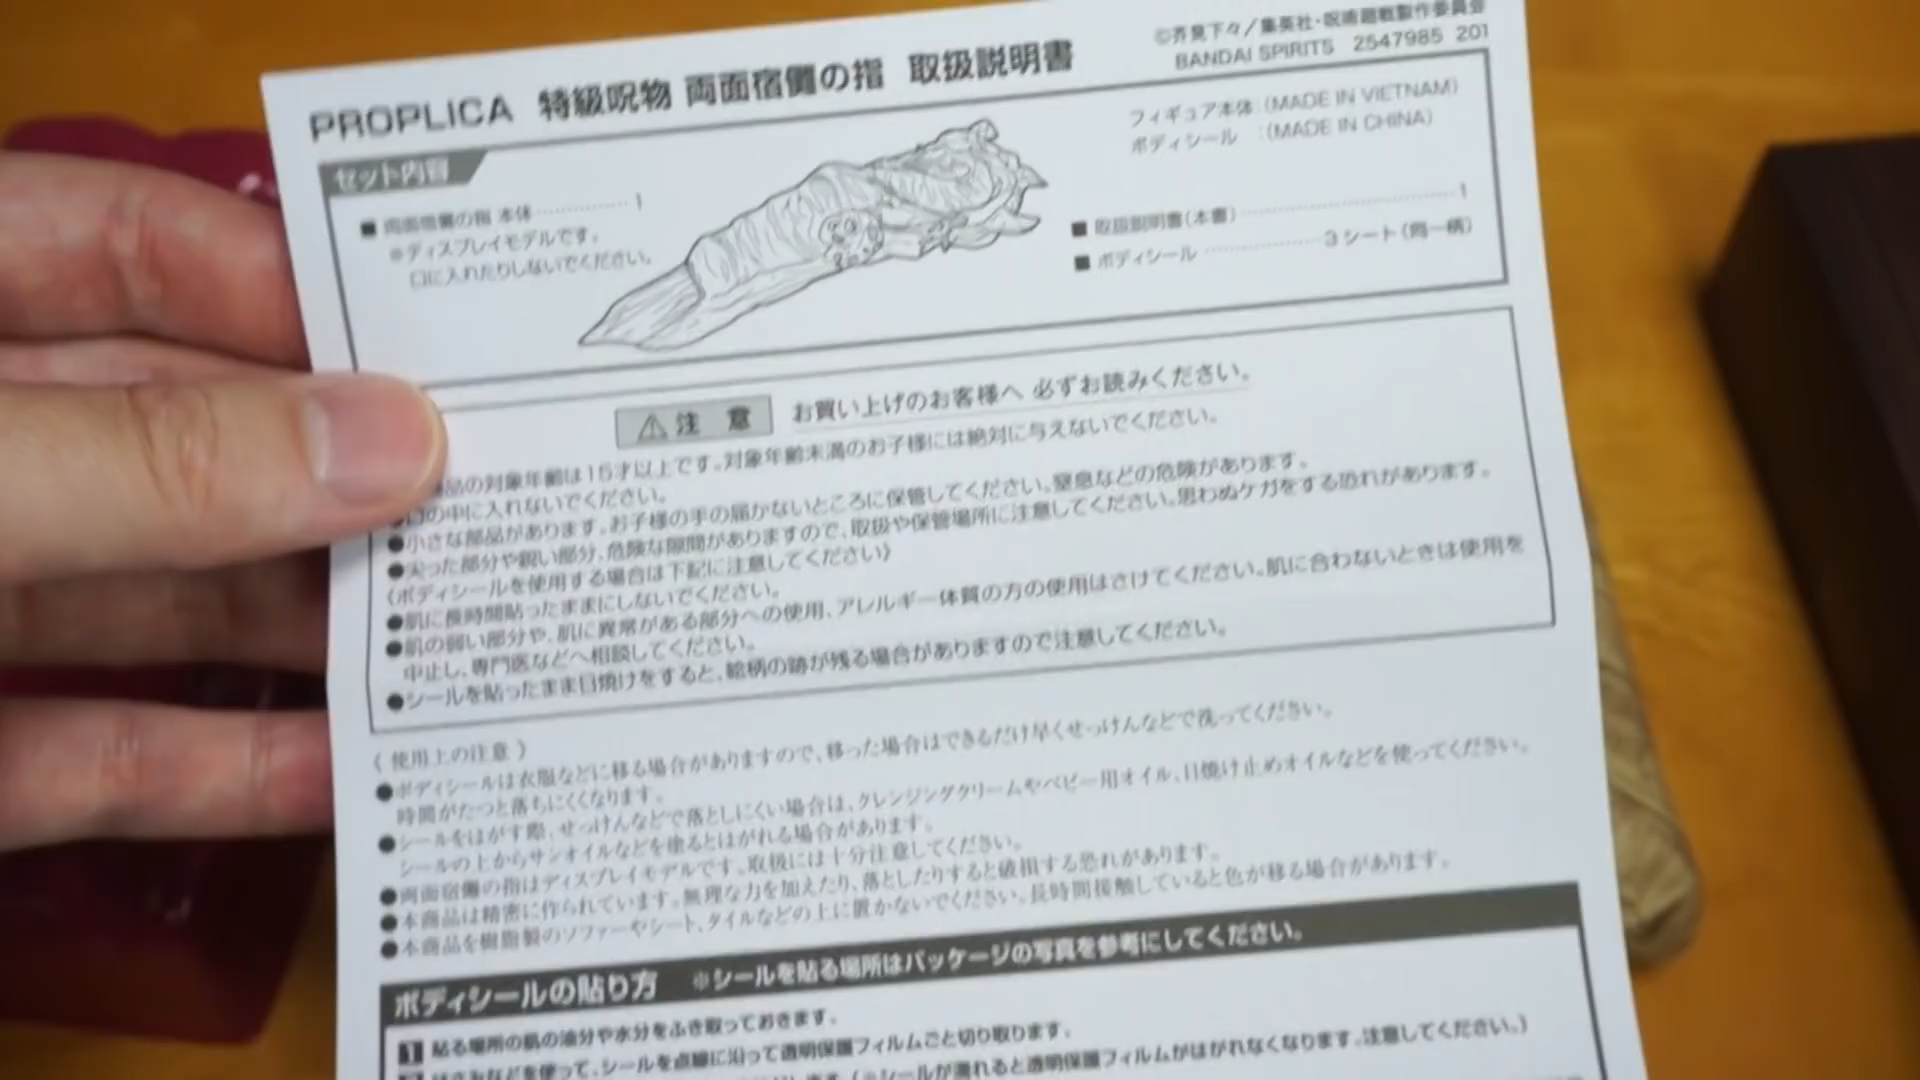 ©芥見下々／集英社・呪術廻戦製作委員会
BANDAI SPIRITS 2547985 201
PROPLICA 特級呪物 両面宿儺の指 取扱説明書
セット内容
■ 両面宿儺の指 本体 1
※ディスプレイモデルです。
口に入れたりしないでください。
フィギュア本体:(MADE IN VIETNAM)
ボディシール :(MADE IN CHINA)
■ 取扱説明書(本書) 1
■ ボディシール 3シート(同一柄)
⚠注 意 お買い上げのお客様へ 必ずお読みください。
品の対象年齢は15才以上です。対象年齢未満のお子様には絶対に与えないでください。
口の中に入れないでください。
●小さな部品があります。お子様の手の届かないところに保管してください。窒息などの危険があります。
●尖った部分や鋭い部分、危険な隙間がありますので、取扱や保管場所に注意してください。思わぬケガをする恐れがあります。
《ボディシールを使用する場合は下記に注意してください》
●肌に長時間貼ったままにしないでください。
●肌の弱い部分や、肌に異常がある部分への使用、アレルギー体質の方の使用はさけてください。肌に合わないときは使用を
中止し、専門医などへ相談してください。
●シールを貼ったまま日焼けをすると、絵柄の跡が残る場合がありますので注意してください。
《 使用上の注意 》
●ボディシールは衣服などに移る場合がありますので、移った場合はできるだけ早くせっけんなどで洗ってください。
時間がたつと落ちにくくなります。
●シールをはがす際、せっけんなどで落としにくい場合は、クレンジングクリームやベビー用オイル、日焼け止めオイルなどを使ってください。
シールの上からサンオイルなどを塗るとはがれる場合があります。
●両面宿儺の指はディスプレイモデルです。取扱には十分注意してください。
●本商品は精密に作られています。無理な力を加えたり、落としたりすると破損する恐れがあります。
●本商品を樹脂製のソファーやシート、タイルなどの上に置かないでください。長時間接触していると色が移る場合があります。
ボディシールの貼り方 ※シールを貼る場所はパッケージの写真を参考にしてください。
1 貼る場所の肌の油分や水分をふき取っておきます。
はさみなどを使って、シールを点線に沿って透明保護フィルムごと切り取ります。
ます。(※シールが濡れると透明保護フィルムがはがれなくなります。注意してください。)